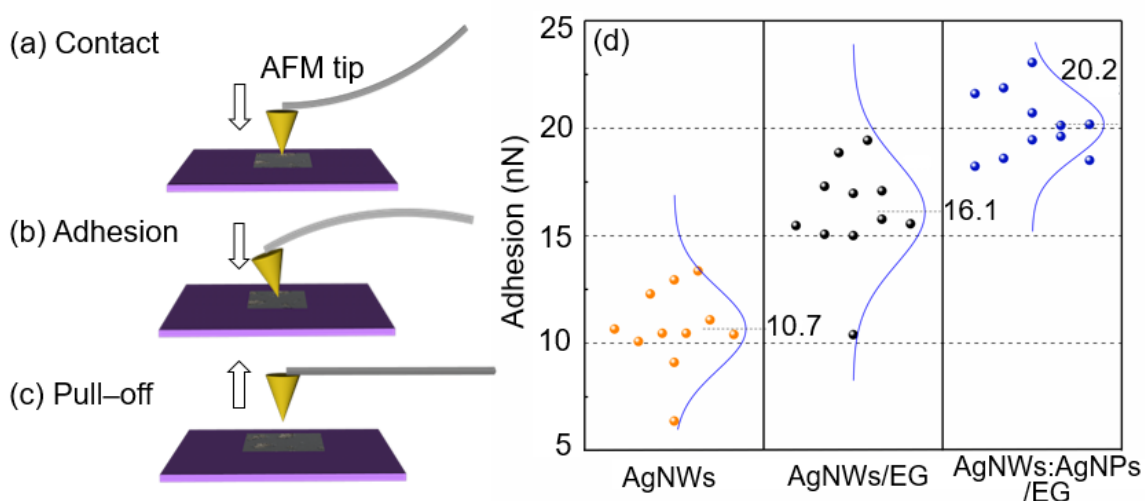 (a) Contact
AFM tip
(b) Adhesion
(c) Pull–off
(d)
Adhesion (nN)
25
20
15
10
5
10.7
16.1
20.2
AgNWs
AgNWs/EG
AgNWs:AgNPs
/EG